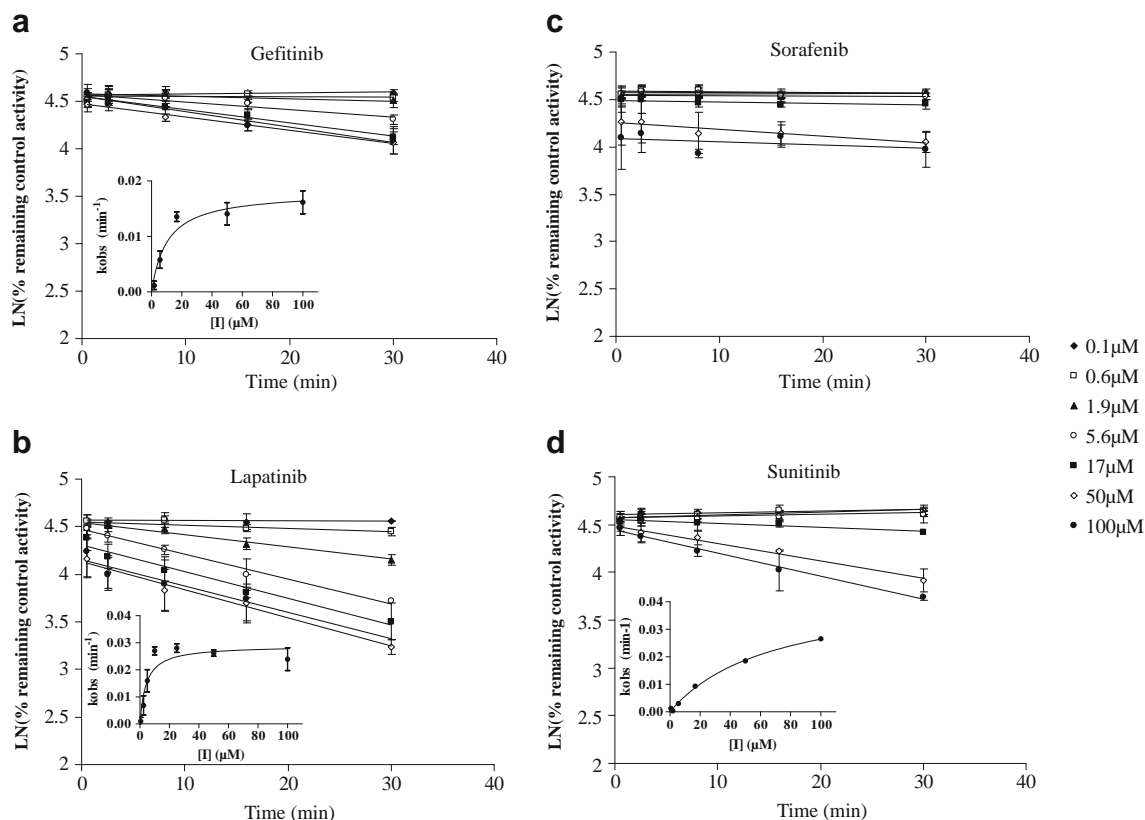 a
Gefitinib
LN(% remaining control activity)
5
4.5
4
3.5
3
2.5
2
0
10
20
30
40
Time (min)
kobs (min⁻¹)
0.02
0.01
0.00
0
20
40
60
80
100
[I] (µM)
b
Lapatinib
LN(% remaining control activity)
5
4.5
4
3.5
3
2.5
2
0
10
20
30
40
Time (min)
kobs (min⁻¹)
0.04
0.03
0.02
0.01
0.00
0
20
40
60
80
100
[I] (µM)
c
Sorafenib
LN(% remaining control activity)
5
4.5
4
3.5
3
2.5
2
0
10
20
30
40
Time (min)
d
Sunitinib
LN(% remaining control activity)
5
4.5
4
3.5
3
2.5
2
0
10
20
30
40
Time (min)
kobs (min-1)
0.04
0.03
0.02
0.01
0.00
0
20
40
60
80
100
[I] (µM)
0.1µM
0.6µM
1.9µM
5.6µM
17µM
50µM
100µM